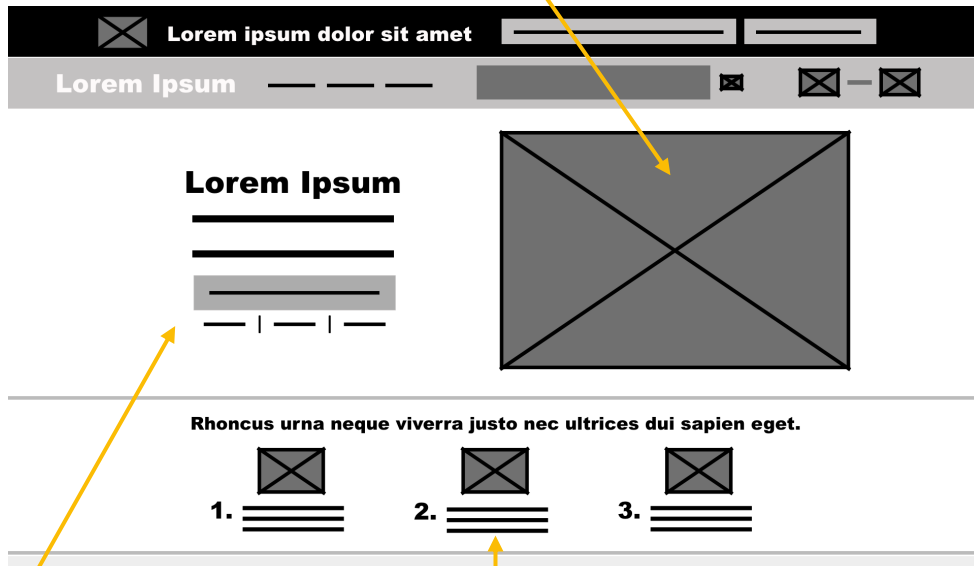 Lorem ipsum dolor sit amet
Lorem Ipsum
Lorem Ipsum
Rhoncus urna neque viverra justo nec ultrices dui sapien eget.
1. 2. 3.